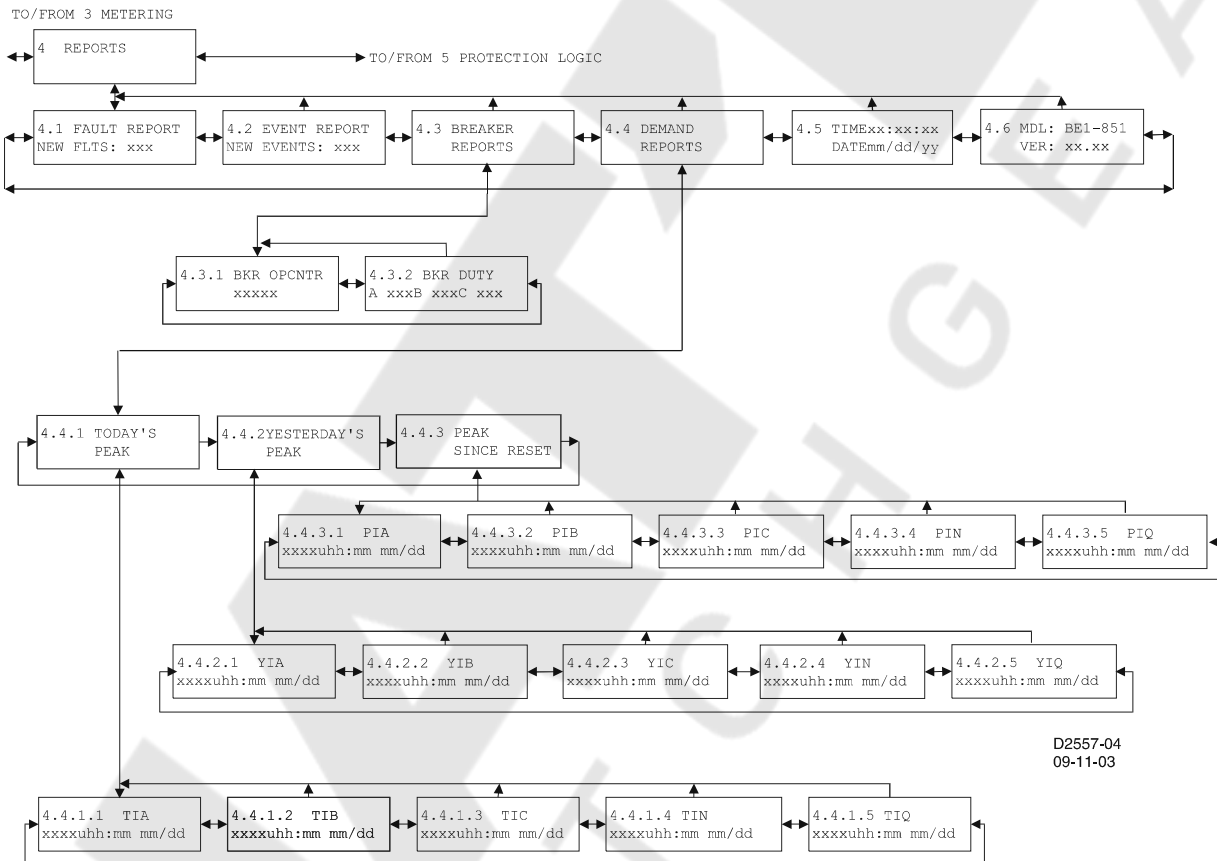 TO/FROM 3 METERING
4 REPORTS
TO/FROM 5 PROTECTION LOGIC
4.1 FAULT REPORT
NEW FLTS: xxx
4.2 EVENT REPORT
NEW EVENTS: xxx
4.3 BREAKER
REPORTS
4.4 DEMAND
REPORTS
4.5 TIMExx:xx:xx
DATEmm/dd/yy
4.6 MDL: BE1-851
VER: xx.xx
4.3.1 BKR OPCNTR
xxxxx
4.3.2 BKR DUTY
A xxxB xxxC xxx
4.4.1 TODAY'S
PEAK
4.4.2YESTERDAY'S
PEAK
4.4.3 PEAK
SINCE RESET
4.4.3.1 PIA
xxxxuhh:mm mm/dd
4.4.3.2 PIB
xxxxuhh:mm mm/dd
4.4.3.3 PIC
xxxxuhh:mm mm/dd
4.4.3.4 PIN
xxxxuhh:mm mm/dd
4.4.3.5 PIQ
xxxxuhh:mm mm/dd
4.4.2.1 YIA
xxxxuhh:mm mm/dd
4.4.2.2 YIB
xxxxuhh:mm mm/dd
4.4.2.3 YIC
xxxxuhh:mm mm/dd
4.4.2.4 YIN
xxxxuhh:mm mm/dd
4.4.2.5 YIQ
xxxxuhh:mm mm/dd
D2557-04
09-11-03
4.4.1.1 TIA
xxxxuhh:mm mm/dd
4.4.1.2 TIB
xxxxuhh:mm mm/dd
4.4.1.3 TIC
xxxxuhh:mm mm/dd
4.4.1.4 TIN
xxxxuhh:mm mm/dd
4.4.1.5 TIQ
xxxxuhh:mm mm/dd